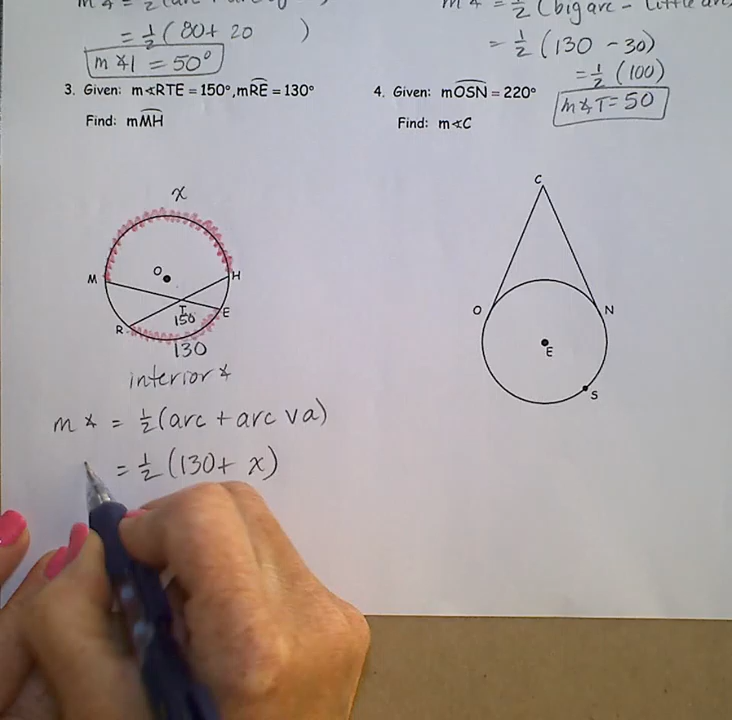 = ½ (80 + 20 )
m∡1 = 50°
= ½ (130 - 30)
= ½ (100)
m∡T = 50
3. Given: m∢RTE = 150°, mRE = 130°
Find: mMH
4. Given: mOSN = 220°
Find: m∢C
x
O
M
H
T
150
E
R
130
interior ∡
m∡ = ½ (arc + arc va)
= ½ (130 + x)
C
O
N
E
S